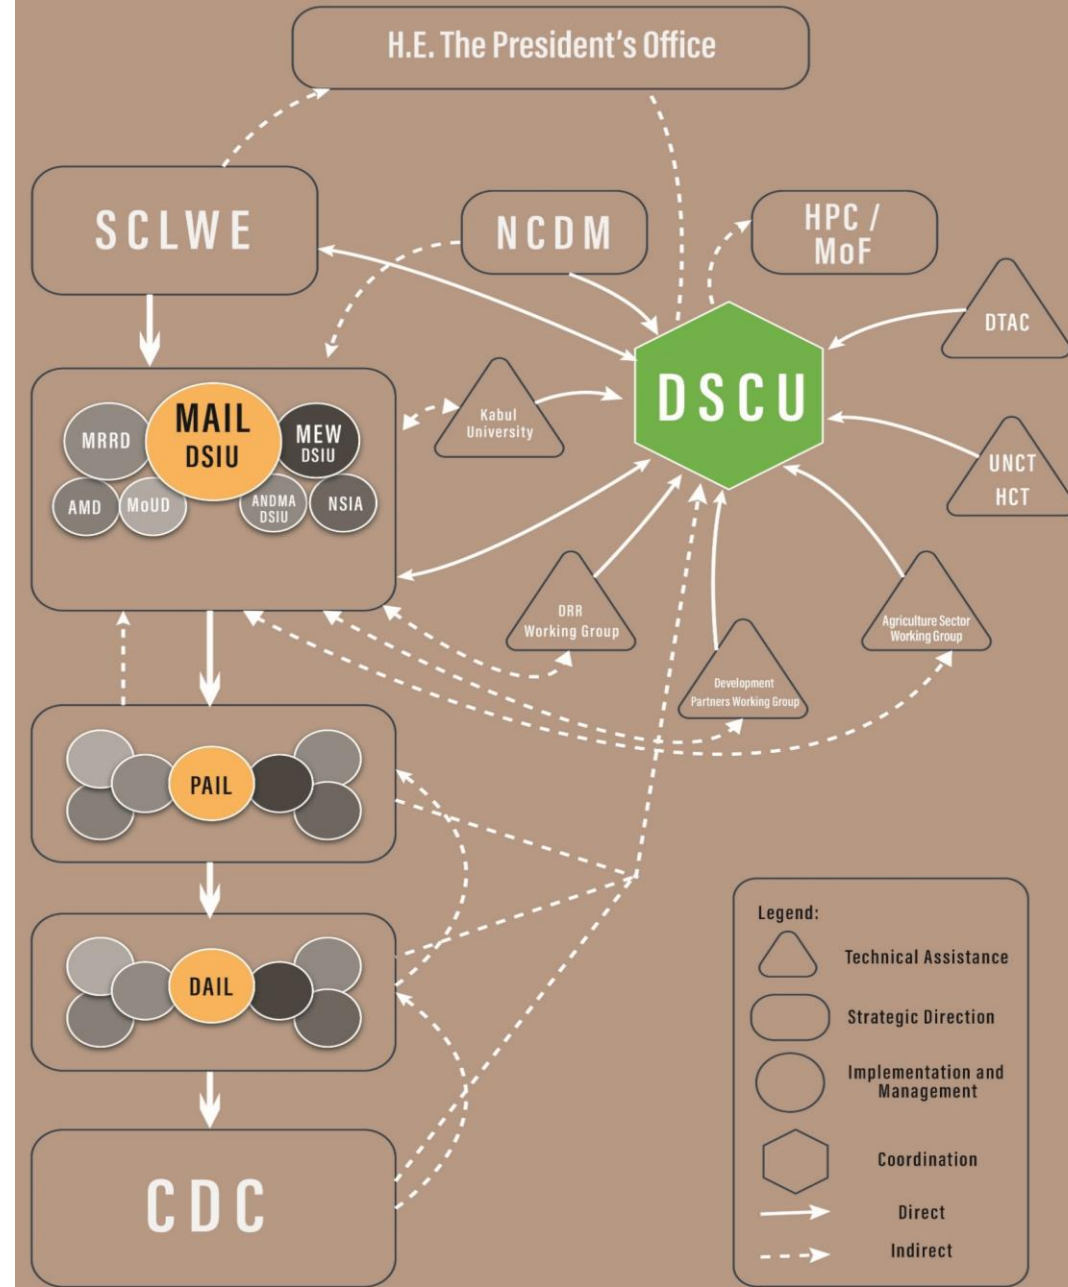 H.E. The President's Office
SCLWE
NCDM
HPC /
MoF
DTAC
DSCU
Kabul
University
UNCT
HCT
MAIL
DSIU
MRRD
MEW
DSIU
AMD
MoUD
ANDMA
DSIU
NSIA
DRR
Working Group
Agriculture Sector
Working Group
Development
Partners Working Group
PAIL
DAIL
CDC
Legend:
Technical Assistance
Strategic Direction
Implementation and
Management
Coordination
Direct
Indirect